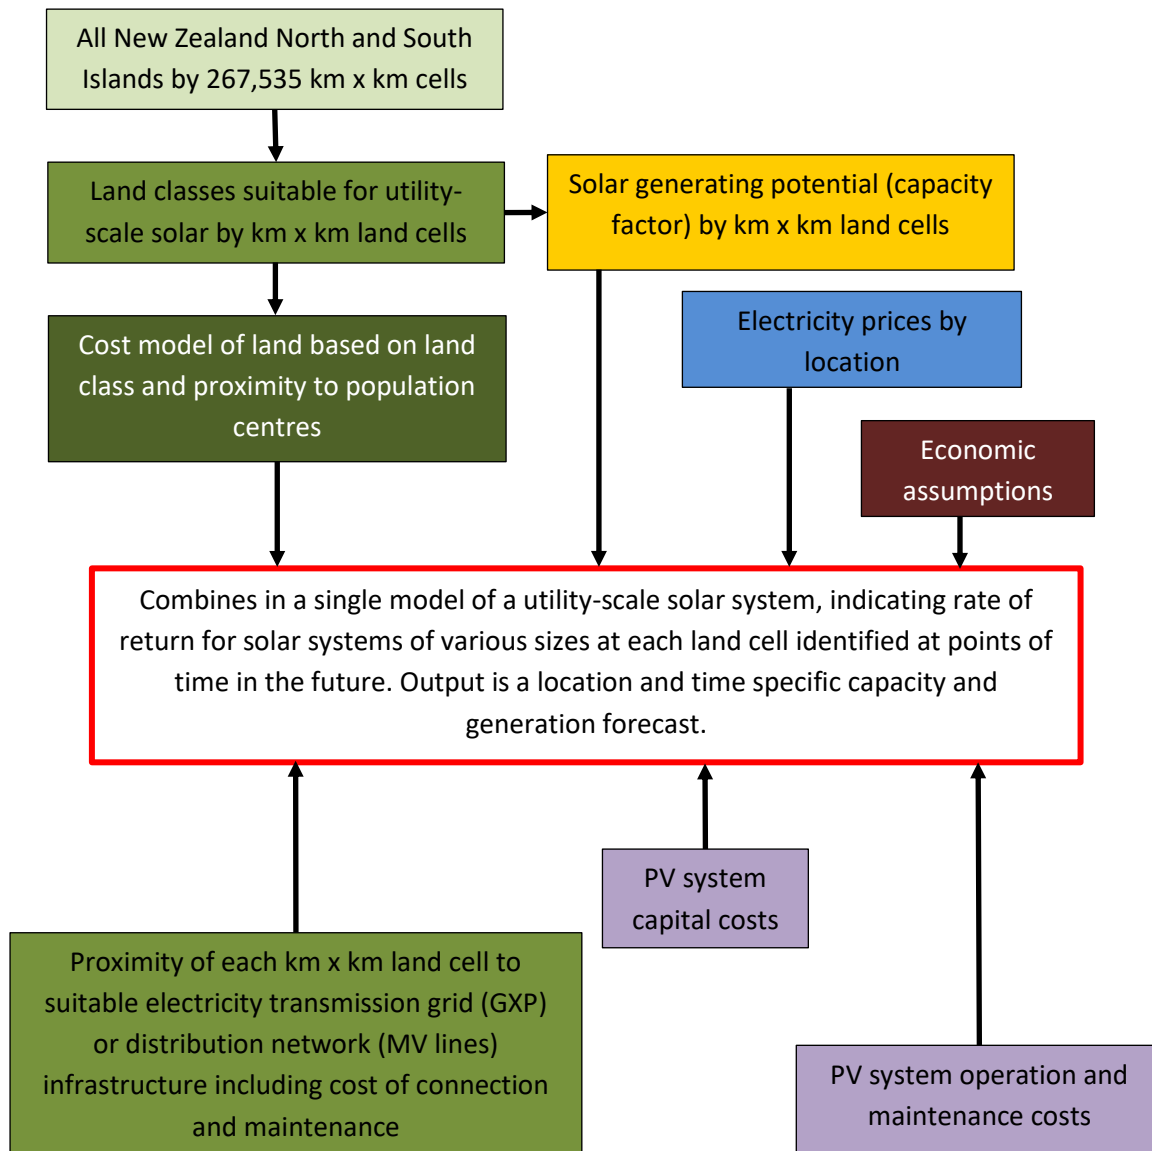 All New Zealand North and South
Islands by 267,535 km x km cells
Land classes suitable for utility-
scale solar by km x km land cells
Solar generating potential (capacity
factor) by km x km land cells
Cost model of land based on land
class and proximity to population
centres
Electricity prices by
location
Economic
assumptions
Combines in a single model of a utility-scale solar system, indicating rate of
return for solar systems of various sizes at each land cell identified at points of
time in the future. Output is a location and time specific capacity and
generation forecast.
PV system
capital costs
Proximity of each km x km land cell to
suitable electricity transmission grid (GXP)
or distribution network (MV lines)
infrastructure including cost of connection
and maintenance
PV system operation and
maintenance costs